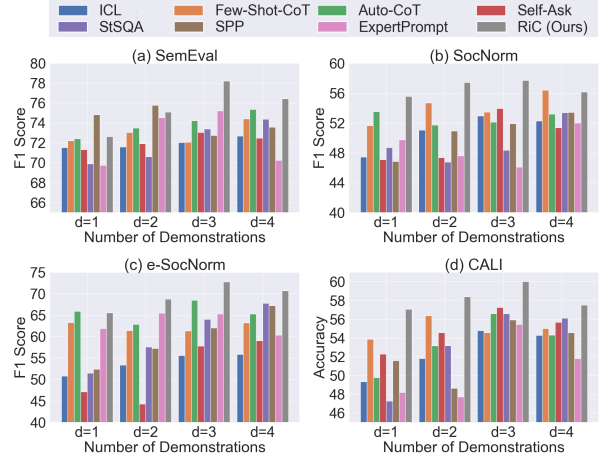 ICL Few-Shot-CoT Auto-CoT Self-Ask
StSQA SPP ExpertPrompt RiC (Ours)
(a) SemEval
80
78
76
74
72
70
68
66
F1 Score
d=1 d=2 d=3 d=4
Number of Demonstrations
(b) SocNorm
60
56
52
48
44
40
F1 Score
d=1 d=2 d=3 d=4
Number of Demonstrations
(c) e-SocNorm
75
70
65
60
55
50
45
40
F1 Score
d=1 d=2 d=3 d=4
Number of Demonstrations
(d) CALI
60
58
56
54
52
50
48
46
Accuracy
d=1 d=2 d=3 d=4
Number of Demonstrations